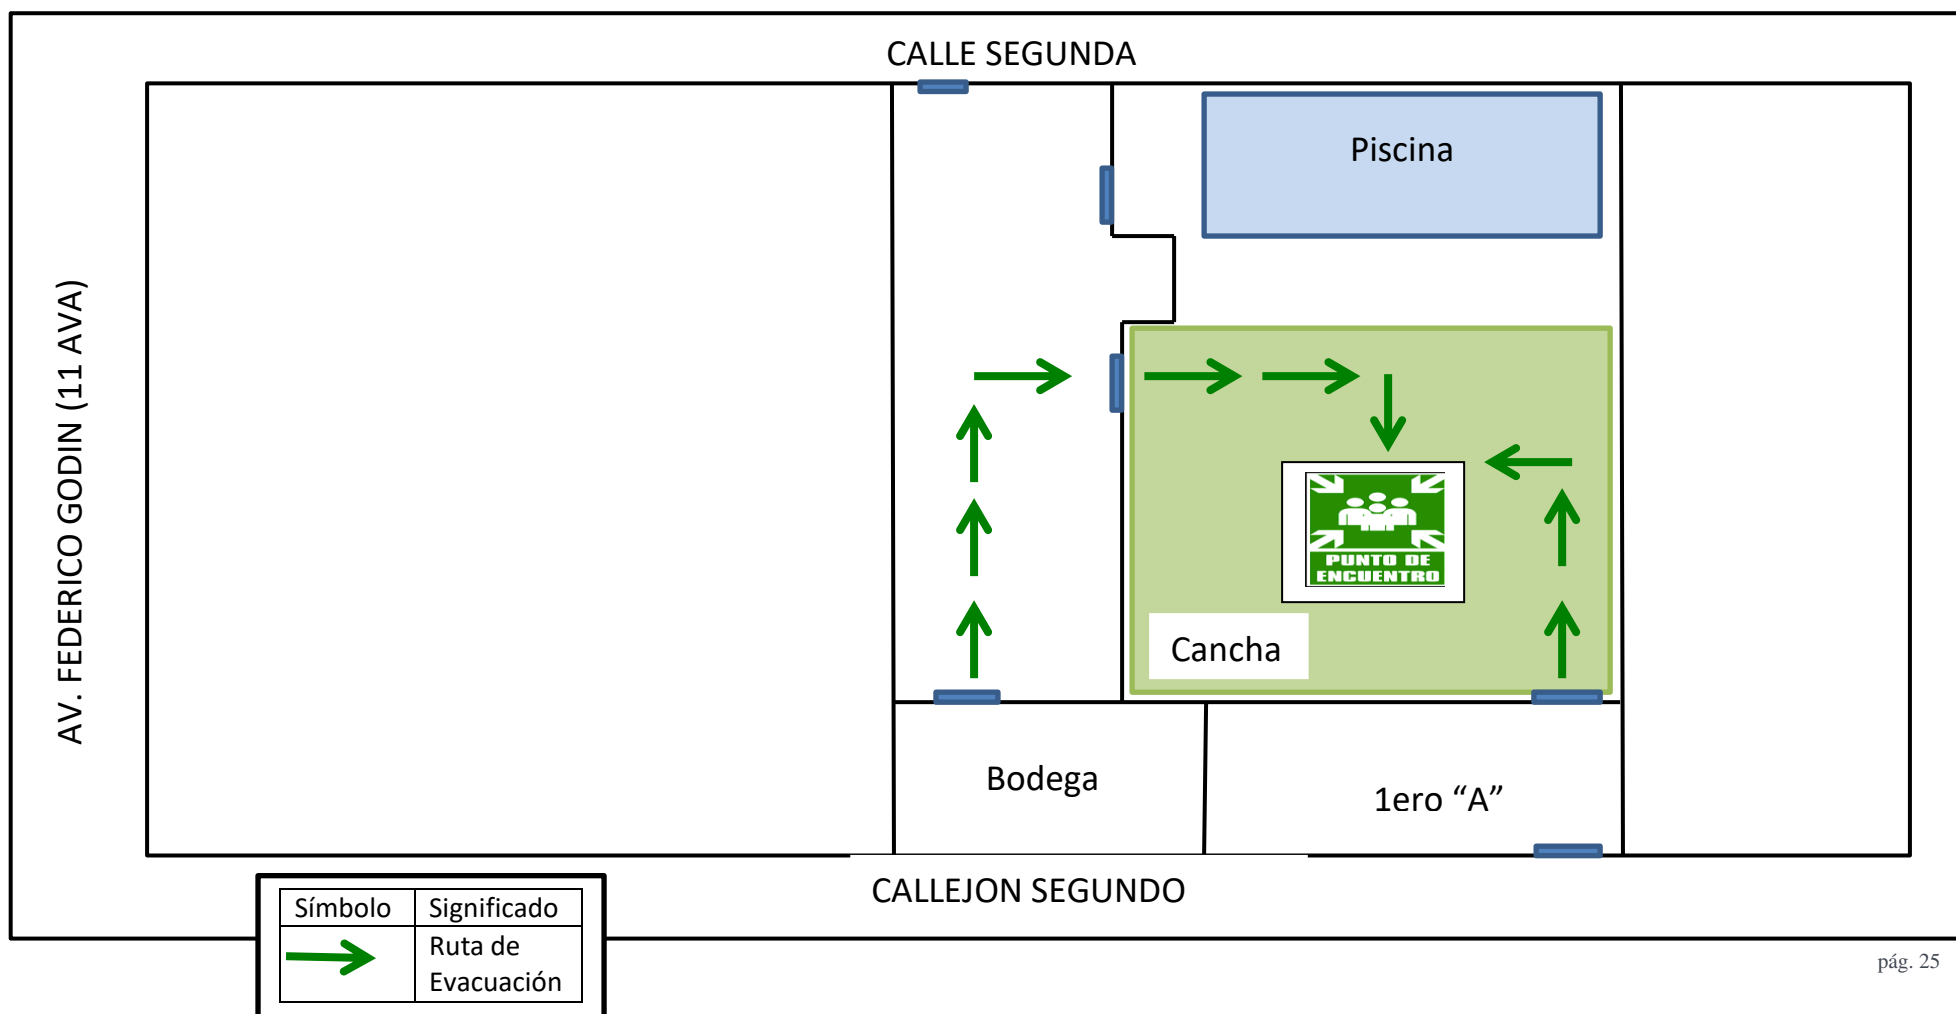 CALLE SEGUNDA
Piscina
AV. FEDERICO GODIN (11 AVA)
PUNTO DE
ENCUENTRO
Cancha
Bodega
1ero “A”
CALLEJON SEGUNDO
Símbolo Significado
Ruta de
Evacuación
pág. 25